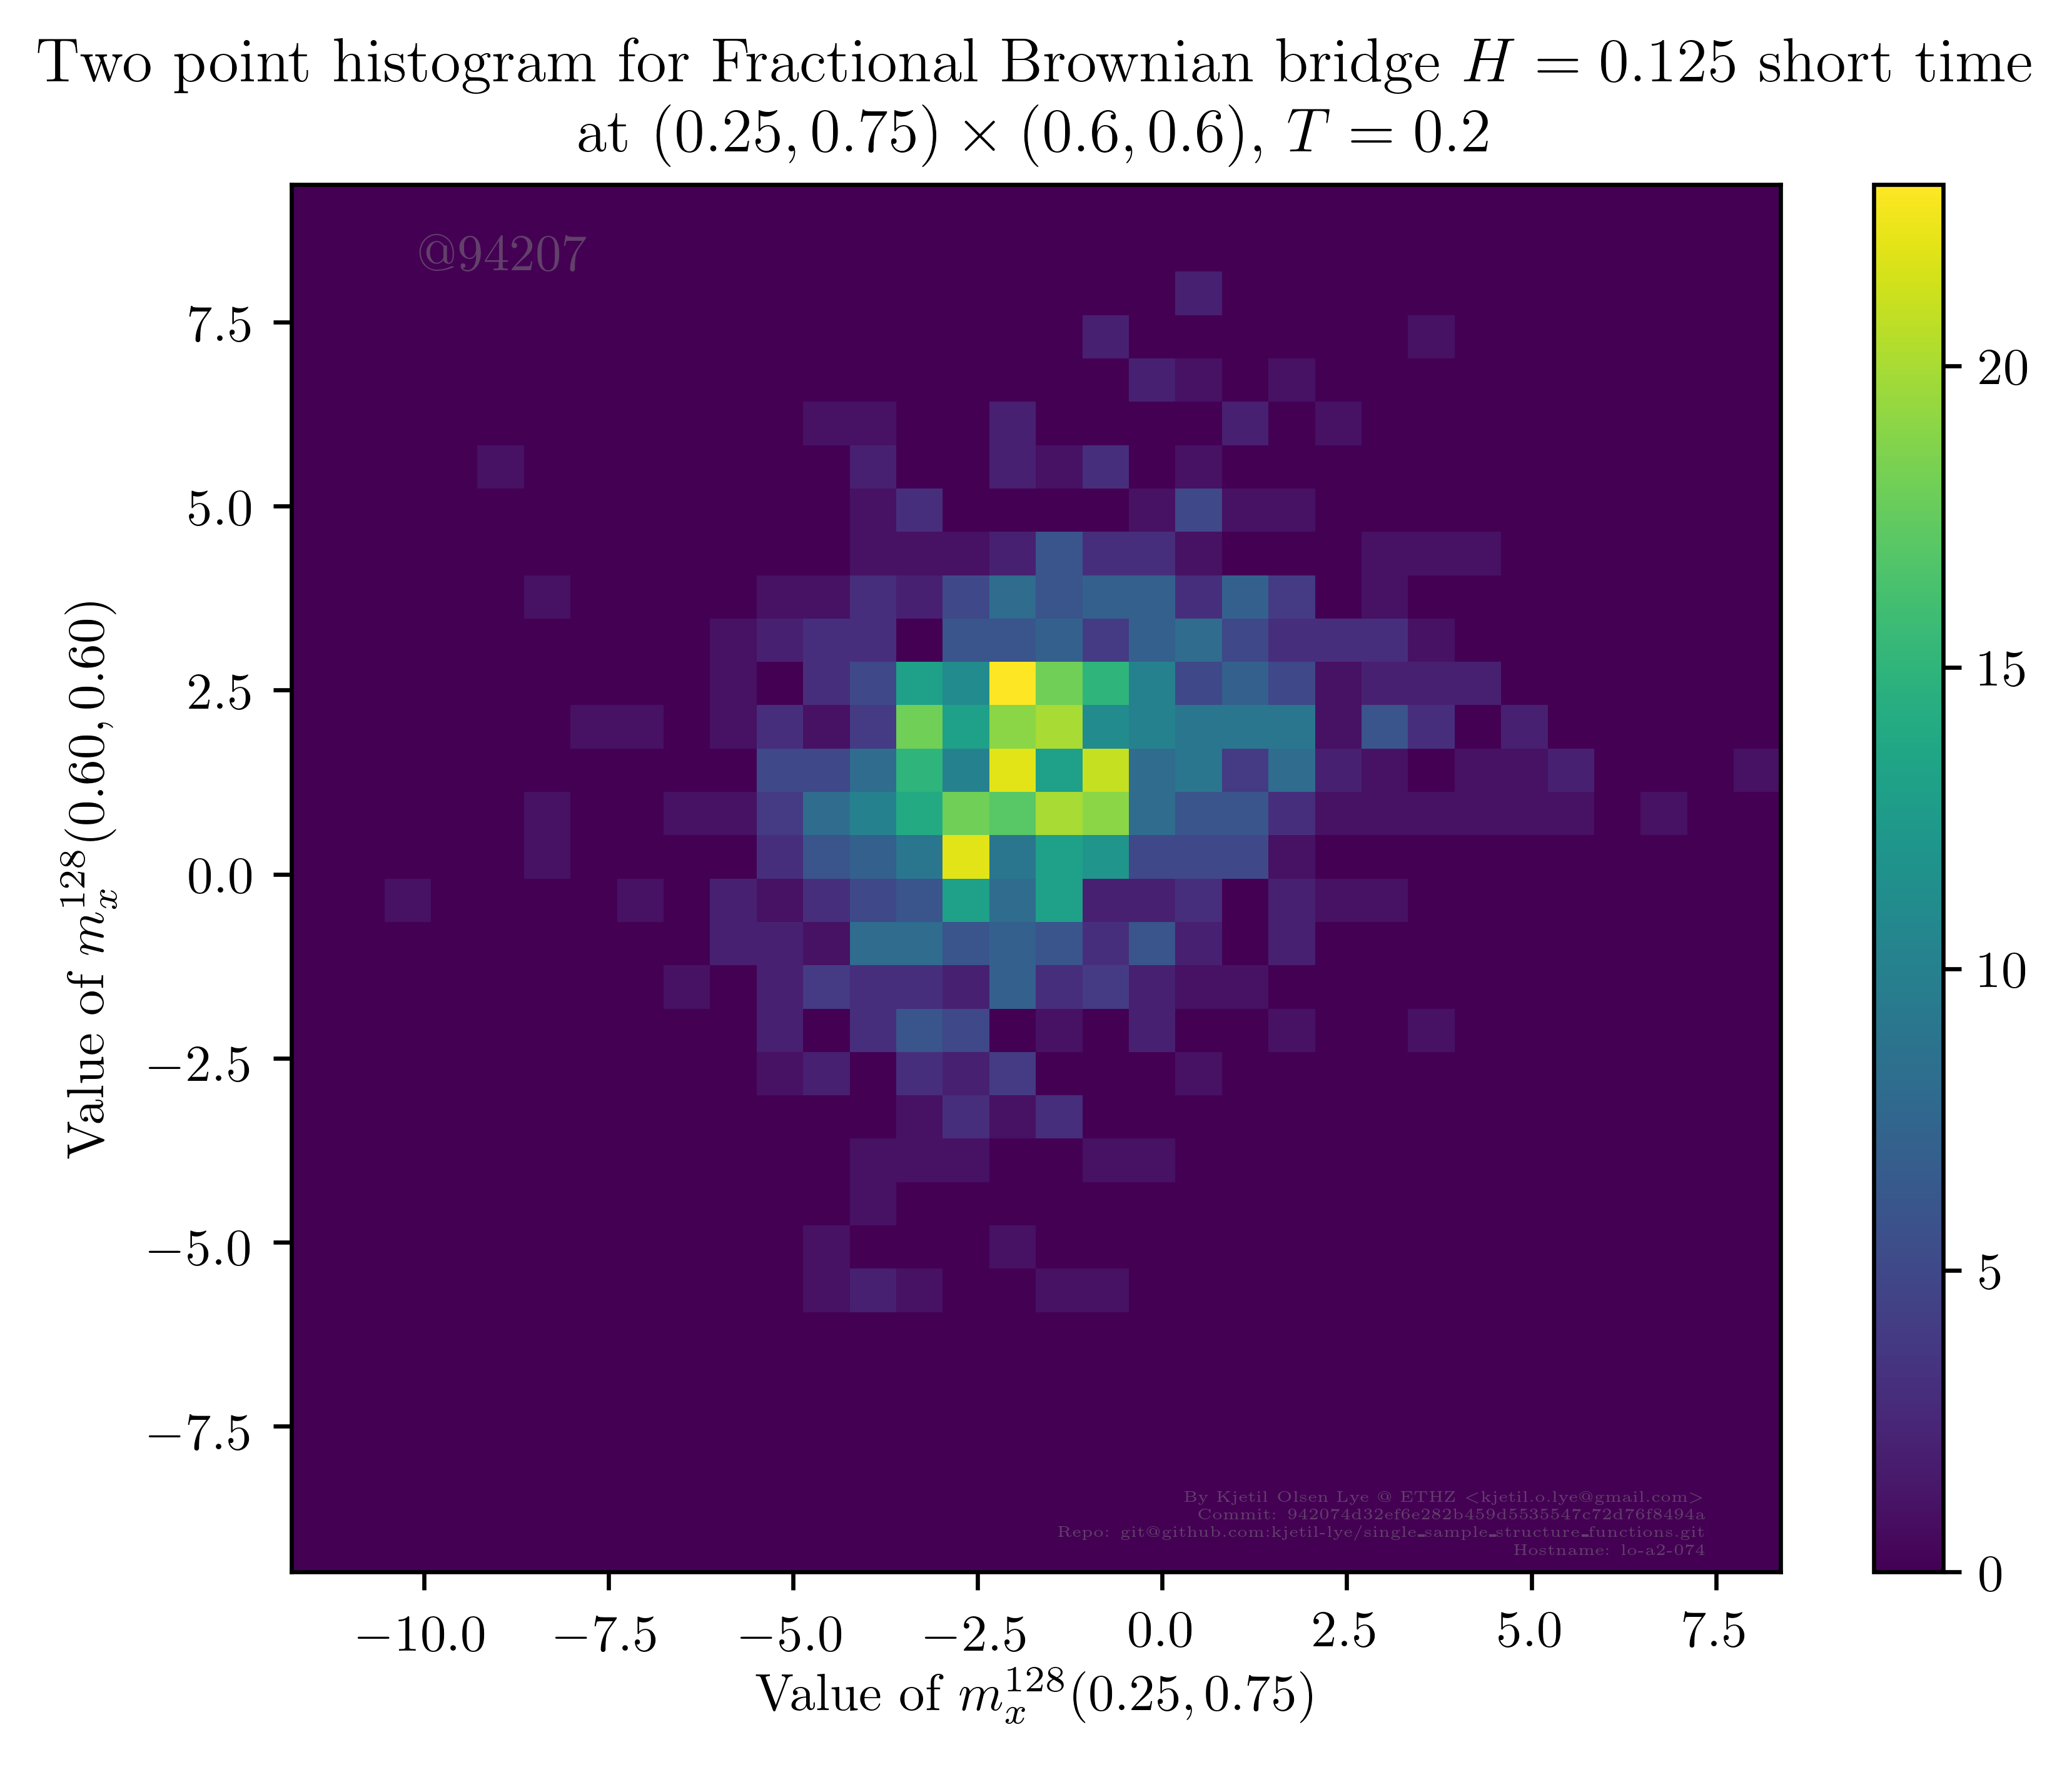 Two point histogram for Fractional Brownian bridge H = 0.125 short time
at (0.25, 0.75) × (0.6, 0.6), T = 0.2
@94207
7.5
5.0
2.5
0.0
−2.5
−5.0
−7.5
Value of m_x^128(0.60, 0.60)
20
15
10
5
0
By Kjetil Olsen Lye @ ETHZ <kjetil.o.lye@gmail.com>
Commit: 942074d32ef6e282b459d5535547c72d76f8494a
Repo: git@github.com:kjetil-lye/single_sample_structure_functions.git
Hostname: lo-a2-074
−10.0 −7.5 −5.0 −2.5 0.0 2.5 5.0 7.5
Value of m_x^128(0.25, 0.75)